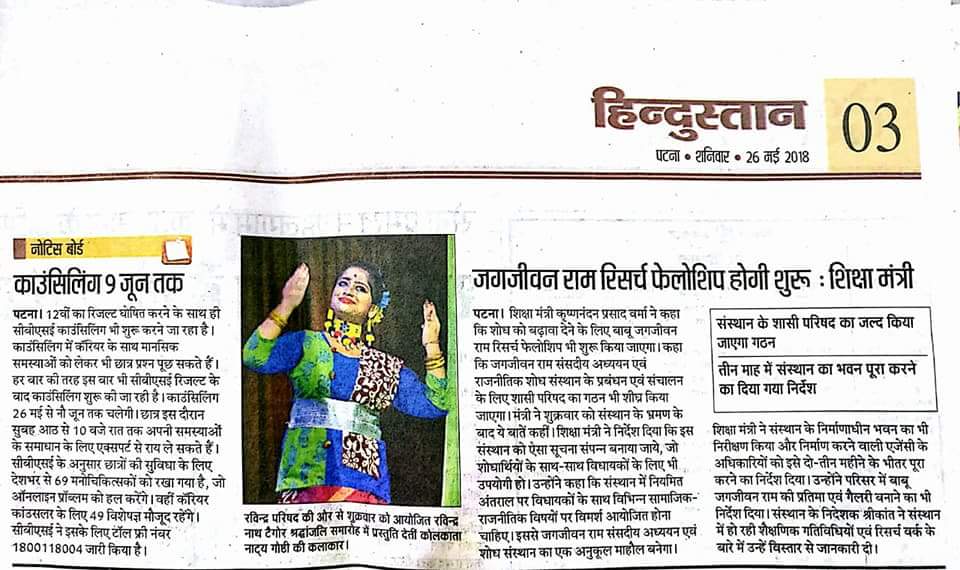 हिन्दुस्तान
03
पटना • शनिवार • 26 मई 2018
नोटिस बोर्ड
काउंसिलिंग 9 जून तक
पटना। 12वीं का रिजल्ट घोषित करने के साथ ही
सीबीएसई काउंसिलिंग भी शुरू करने जा रहा है।
काउंसिलिंग में कॅरियर के साथ मानसिक
समस्याओं को लेकर भी छात्र प्रश्न पूछ सकते हैं।
हर बार की तरह इस बार भी सीबीएसई रिजल्ट के
बाद काउंसिलिंग शुरू की जा रही है। काउंसिलिंग
26 मई से नौ जून तक चलेगी। छात्र इस दौरान
सुबह आठ से 10 बजे रात तक अपनी समस्याओं
के समाधान के लिए एक्सपर्ट से राय ले सकते हैं।
सीबीएसई के अनुसार छात्रों की सुविधा के लिए
देशभर से 69 मनोचिकित्सकों को रखा गया है, जो
ऑनलाइन प्रॉब्लम को हल करेंगे। वहीं कॅरियर
कांउसलर के लिए 49 विशेषज्ञ मौजूद रहेंगे।
सीबीएसई ने इसके लिए टॉल फ्री नंबर
1800118004 जारी किया है।
रविन्द्र परिषद की ओर से शुक्रवार को आयोजित रविन्द्र
नाथ टैगोर श्रद्धांजलि समारोह में प्रस्तुति देतीं कोलकाता
नाट्य गोष्ठी की कलाकार।
जगजीवन राम रिसर्च फेलोशिप होगी शुरू : शिक्षा मंत्री
पटना। शिक्षा मंत्री कृष्णनंदन प्रसाद वर्मा ने कहा
कि शोध को बढ़ावा देने के लिए बाबू जगजीवन
राम रिसर्च फेलोशिप भी शुरू किया जाएगा। कहा
कि जगजीवन राम संसदीय अध्ययन एवं
राजनीतिक शोध संस्थान के प्रबंधन एवं संचालन
के लिए शासी परिषद का गठन भी शीघ्र किया
जाएगा। मंत्री ने शुक्रवार को संस्थान के भ्रमण के
बाद ये बातें कहीं। शिक्षा मंत्री ने निर्देश दिया कि इस
संस्थान को ऐसा सूचना संपन्न बनाया जाये, जो
शोधार्थियों के साथ-साथ विधायकों के लिए भी
उपयोगी हो। उन्होंने कहा कि संस्थान में नियमित
अंतराल पर विधायकों के साथ विभिन्न सामाजिक-
राजनीतिक विषयों पर विमर्श आयोजित होना
चाहिए। इससे जगजीवन राम संसदीय अध्ययन एवं
शोध संस्थान का एक अनुकूल माहौल बनेगा।
संस्थान के शासी परिषद का जल्द किया
जाएगा गठन
तीन माह में संस्थान का भवन पूरा करने
का दिया गया निर्देश
शिक्षा मंत्री ने संस्थान के निर्माणाधीन भवन का भी
निरीक्षण किया और निर्माण करने वाली एजेंसी के
अधिकारियों को इसे दो-तीन महीने के भीतर पूरा
करने का निर्देश दिया। उन्होंने परिसर में बाबू
जगजीवन राम की प्रतिमा एवं गैलरी बनाने का भी
निर्देश दिया। संस्थान के निदेशक श्रीकांत ने संस्थान
में हो रही शैक्षणिक गतिविधियों एवं रिसर्च वर्क के
बारे में उन्हें विस्तार से जानकारी दी।